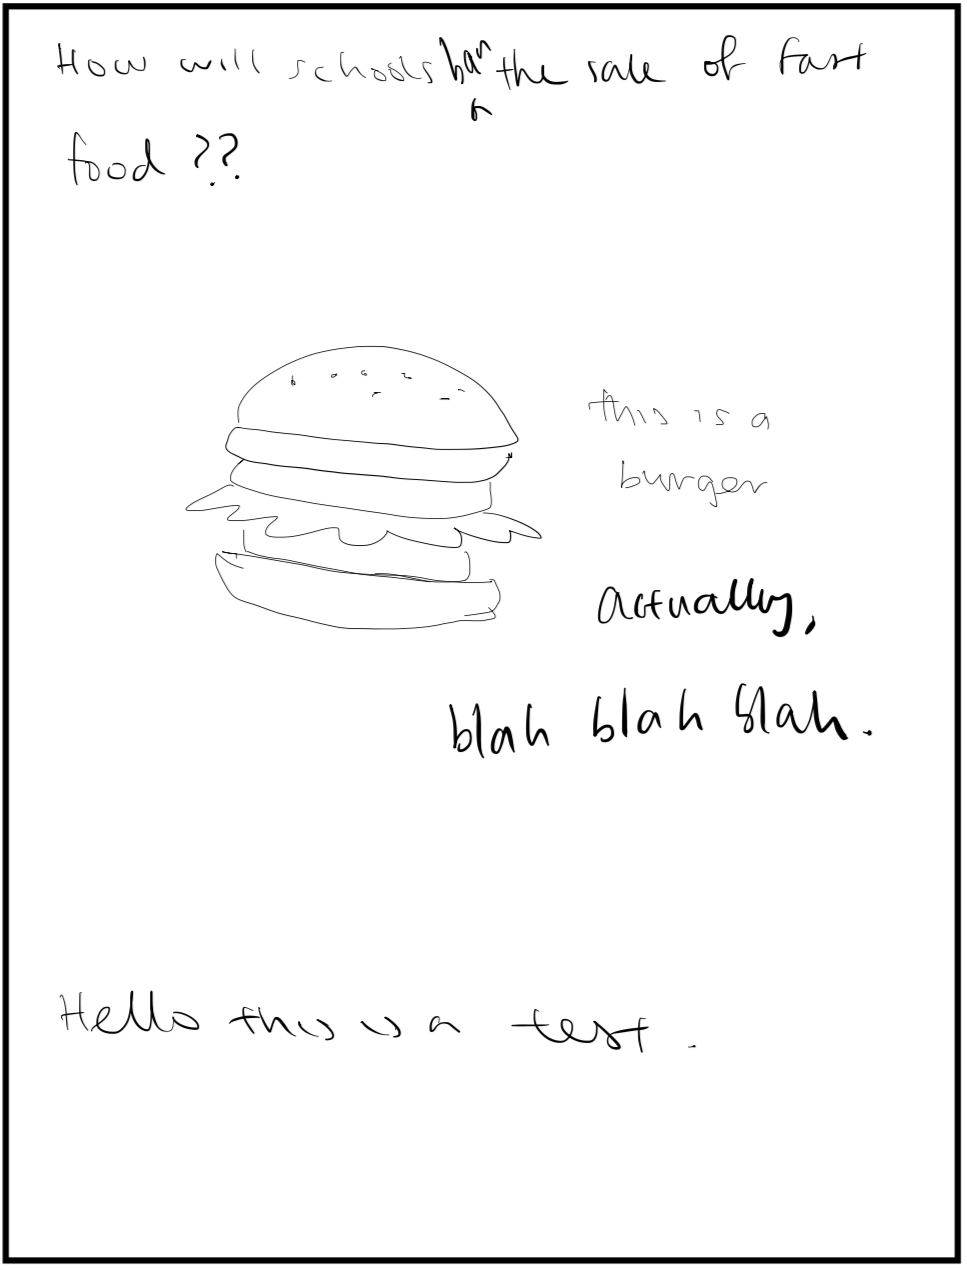 How will schools ban the sale of fast
food ??
this is a
burger
actually,
blah blah blah.
Hello this is a test.